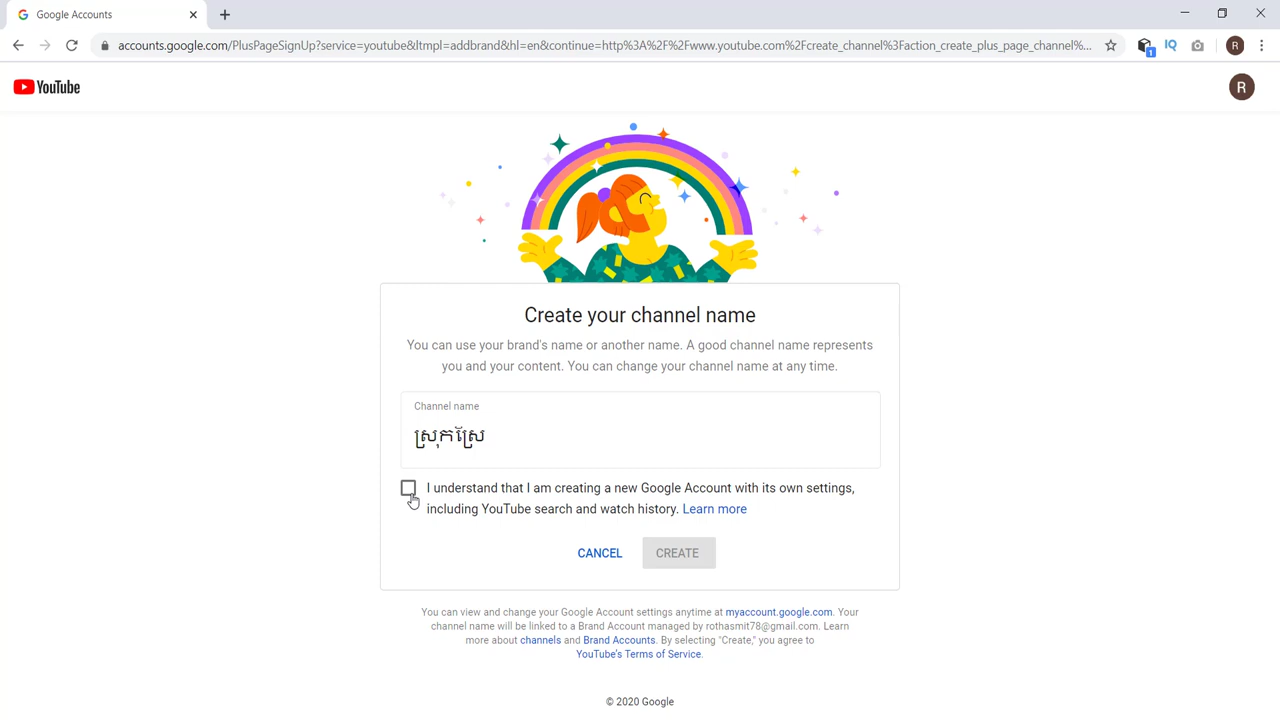 Google Accounts
accounts.google.com/PlusPageSignUp?service=youtube&ltmpl=addbrand&hl=en&continue=http%3A%2F%2Fwww.youtube.com%2Fcreate_channel%3Faction_create_plus_page_channel%...
1
IQ
R
YouTube
R
Create your channel name
You can use your brand's name or another name. A good channel name represents
you and your content. You can change your channel name at any time.
Channel name
ស្រុកស្រែ
I understand that I am creating a new Google Account with its own settings,
including YouTube search and watch history. Learn more
CANCEL CREATE
You can view and change your Google Account settings anytime at myaccount.google.com. Your
channel name will be linked to a Brand Account managed by rothasmit78@gmail.com. Learn
more about channels and Brand Accounts. By selecting "Create," you agree to
YouTube's Terms of Service.
© 2020 Google